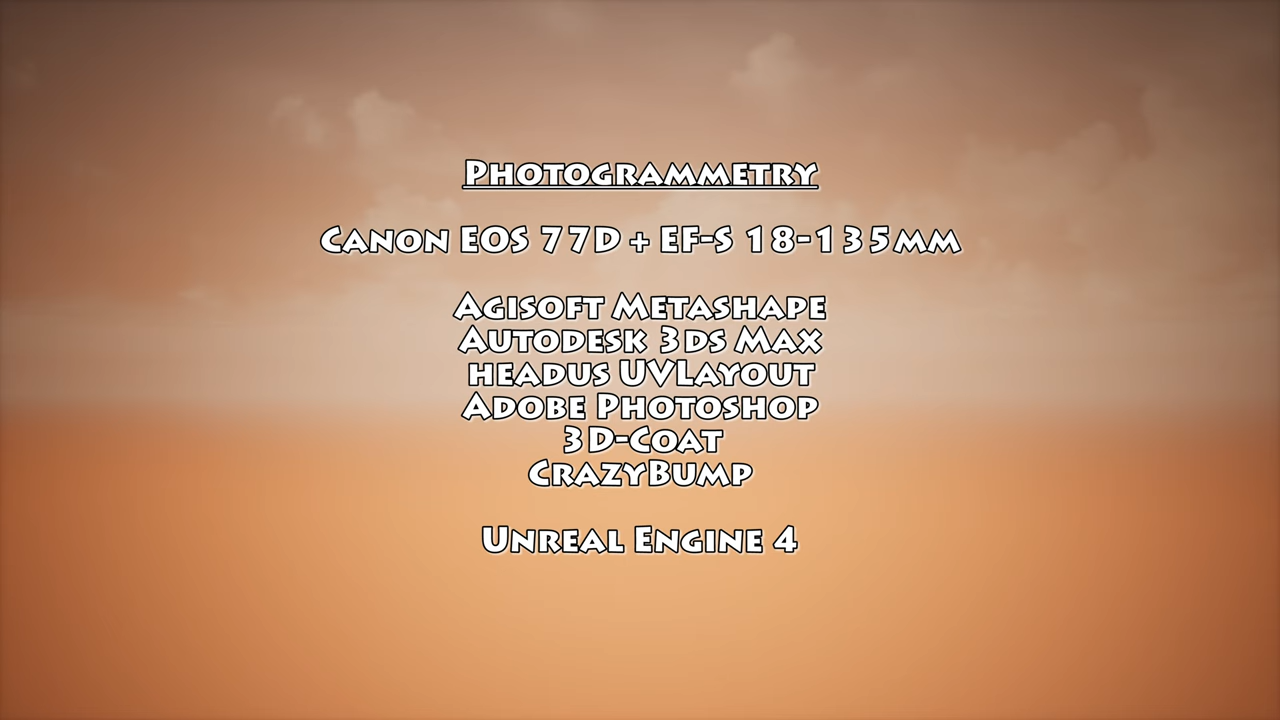 Photogrammetry
Canon EOS 77D + EF-S 18-135mm
Agisoft Metashape
Autodesk 3ds Max
headus UVLayout
Adobe Photoshop
3D-Coat
CrazyBump
Unreal Engine 4